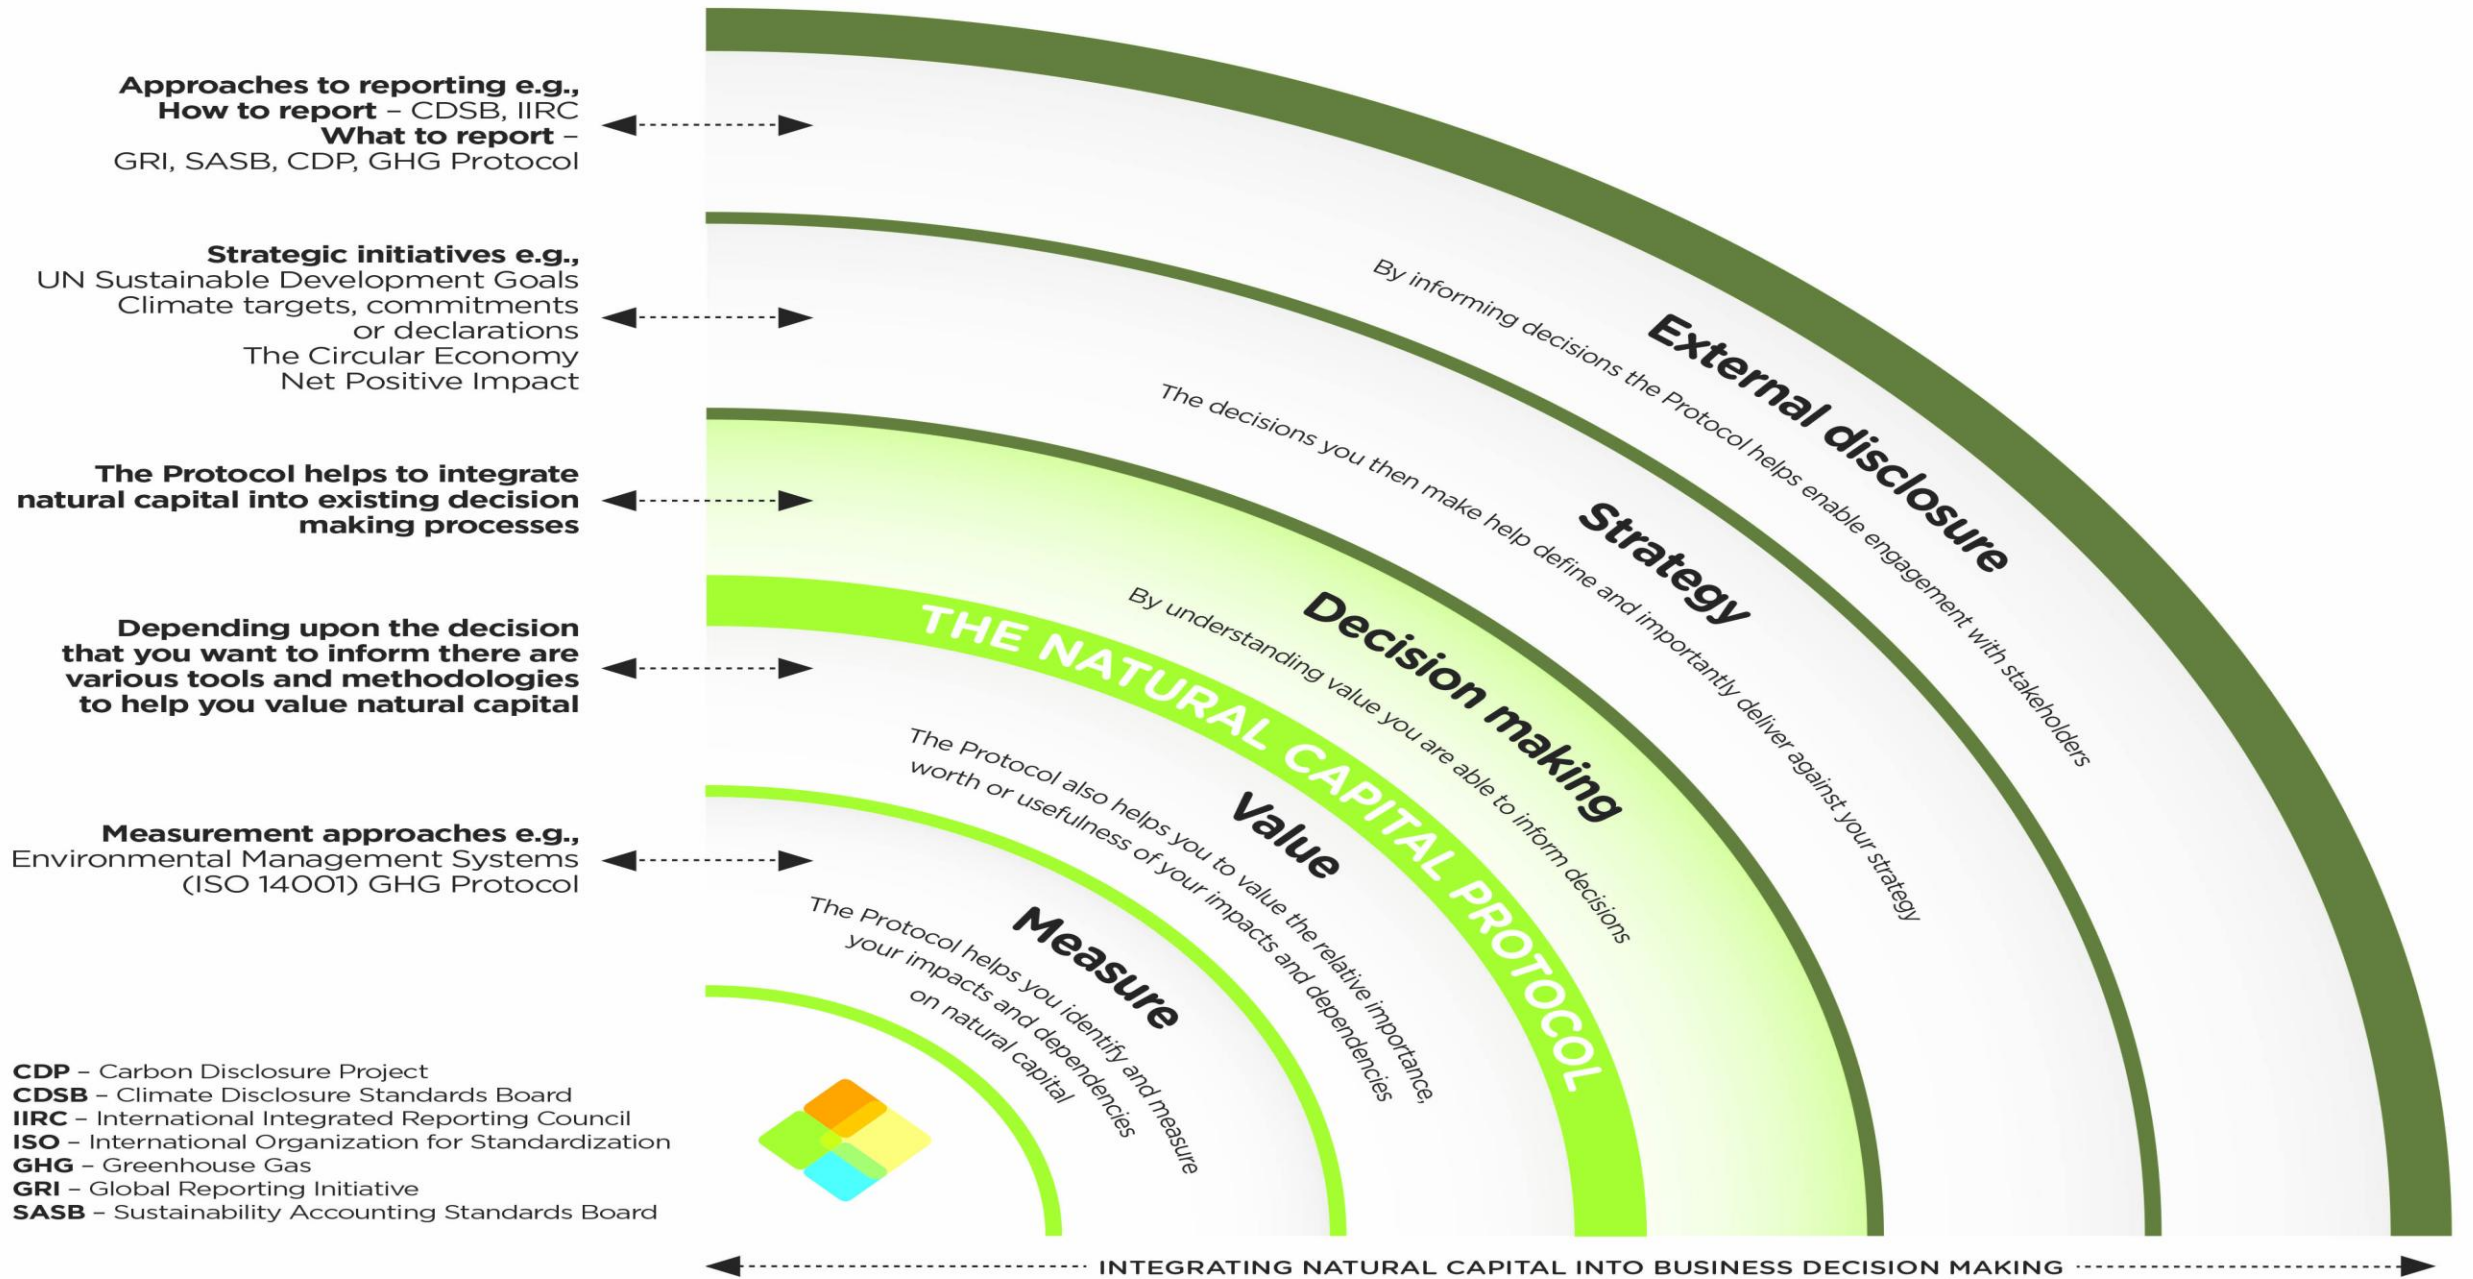 Approaches to reporting e.g.,
How to report – CDSB, IIRC
What to report –
GRI, SASB, CDP, GHG Protocol
Strategic initiatives e.g.,
UN Sustainable Development Goals
Climate targets, commitments
or declarations
The Circular Economy
Net Positive Impact
The Protocol helps to integrate
natural capital into existing decision
making processes
Depending upon the decision
that you want to inform there are
various tools and methodologies
to help you value natural capital
Measurement approaches e.g.,
Environmental Management Systems
(ISO 14001) GHG Protocol
CDP – Carbon Disclosure Project
CDSB – Climate Disclosure Standards Board
IIRC – International Integrated Reporting Council
ISO – International Organization for Standardization
GHG – Greenhouse Gas
GRI – Global Reporting Initiative
SASB – Sustainability Accounting Standards Board
External disclosure
By informing decisions the Protocol helps enable engagement with stakeholders
Strategy
The decisions you then make help define and importantly deliver against your strategy
Decision making
By understanding value you are able to inform decisions
THE NATURAL CAPITAL PROTOCOL
Value
The Protocol also helps you to value the relative importance,
worth or usefulness of your impacts and dependencies
Measure
The Protocol helps you identify and measure
your impacts and dependencies
on natural capital
INTEGRATING NATURAL CAPITAL INTO BUSINESS DECISION MAKING